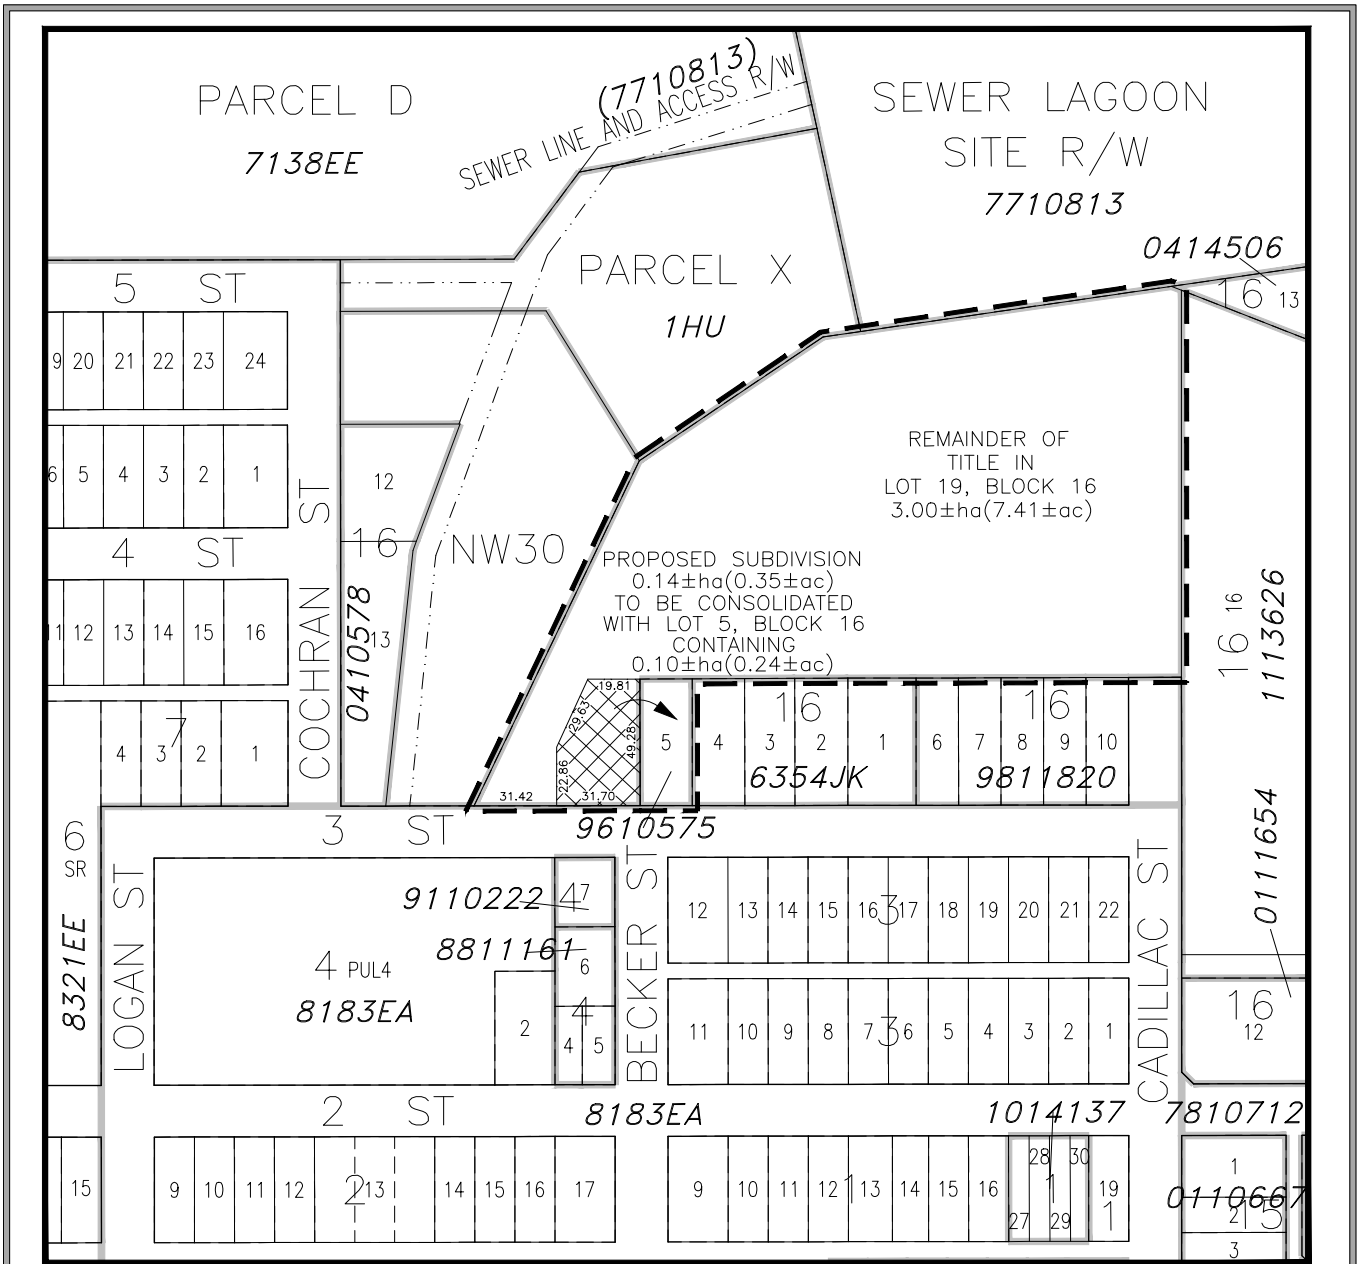 PARCEL D
7138EE
(7710813)
SEWER LINE AND ACCESS R/W
SEWER LAGOON
SITE R/W
7710813
0414506
16 13
PARCEL X
1HU
5 ST
9 20 21 22 23 24
6 5 4 3 2 1
COCHRAN ST
12
16
13
0410578
NW30
REMAINDER OF
TITLE IN
LOT 19, BLOCK 16
3.00±ha(7.41±ac)
4 ST
PROPOSED SUBDIVISION
0.14±ha(0.35±ac)
TO BE CONSOLIDATED
WITH LOT 5, BLOCK 16
CONTAINING
0.10±ha(0.24±ac)
11 12 13 14 15 16
16 16
1113626
7
4 3 2 1
19.81
29.63
49.28
22.86
31.42
31.70
5
16
4 3 2 1
6354JK
16
6 7 8 9 10
9811820
3 ST
9610575
6
SR
8321EE
LOGAN ST
9110222
4 7
8811161
6
4
4 PUL4
8183EA
2
4 5
BECKER ST
12 13 14 15 16 17 18 19 20 21 22
3
11 10 9 8 7 6 5 4 3 2 1
3
CADILLAC ST
0111654
16
12
2 ST
8183EA
1014137
7810712
15
9 10 11 12 13 14 15 16 17
2
9 10 11 12 13 14 15 16
1
28 30
1
27 29
19
1
1
0110667
2 15
3